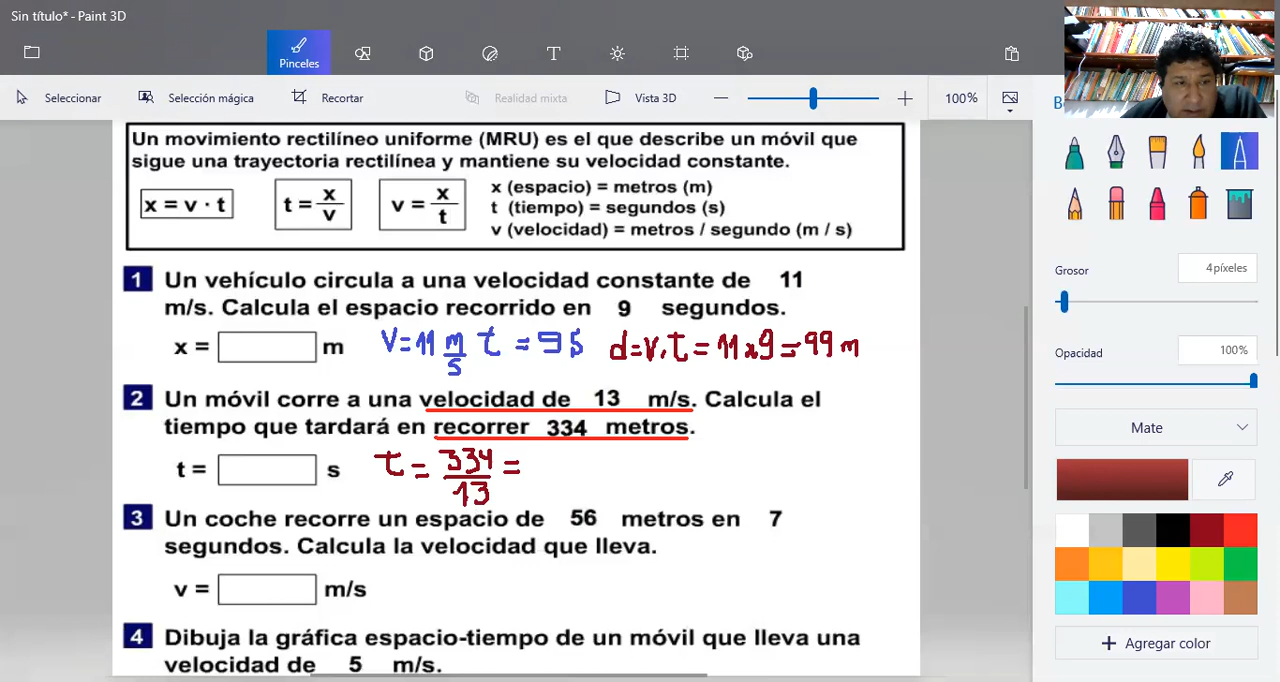 Sin título* - Paint 3D
Pinceles
Seleccionar
Selección mágica
Recortar
Realidad mixta
Vista 3D
100%
Un movimiento rectilíneo uniforme (MRU) es el que describe un móvil que
sigue una trayectoria rectilínea y mantiene su velocidad constante.
x = v · t
t = x / v
v = x / t
x (espacio) = metros (m)
t (tiempo) = segundos (s)
v (velocidad) = metros / segundo (m / s)
1 Un vehículo circula a una velocidad constante de 11
m/s. Calcula el espacio recorrido en 9 segundos.
x = m V=11 m/s t = 9 s d=v.t = 11 x 9 = 99 m
2 Un móvil corre a una velocidad de 13 m/s. Calcula el
tiempo que tardará en recorrer 334 metros.
t = s t = 334/13 =
3 Un coche recorre un espacio de 56 metros en 7
segundos. Calcula la velocidad que lleva.
v = m/s
4 Dibuja la gráfica espacio-tiempo de un móvil que lleva una
velocidad de 5 m/s.
Grosor
4 píxeles
Opacidad
100%
Mate
Agregar color